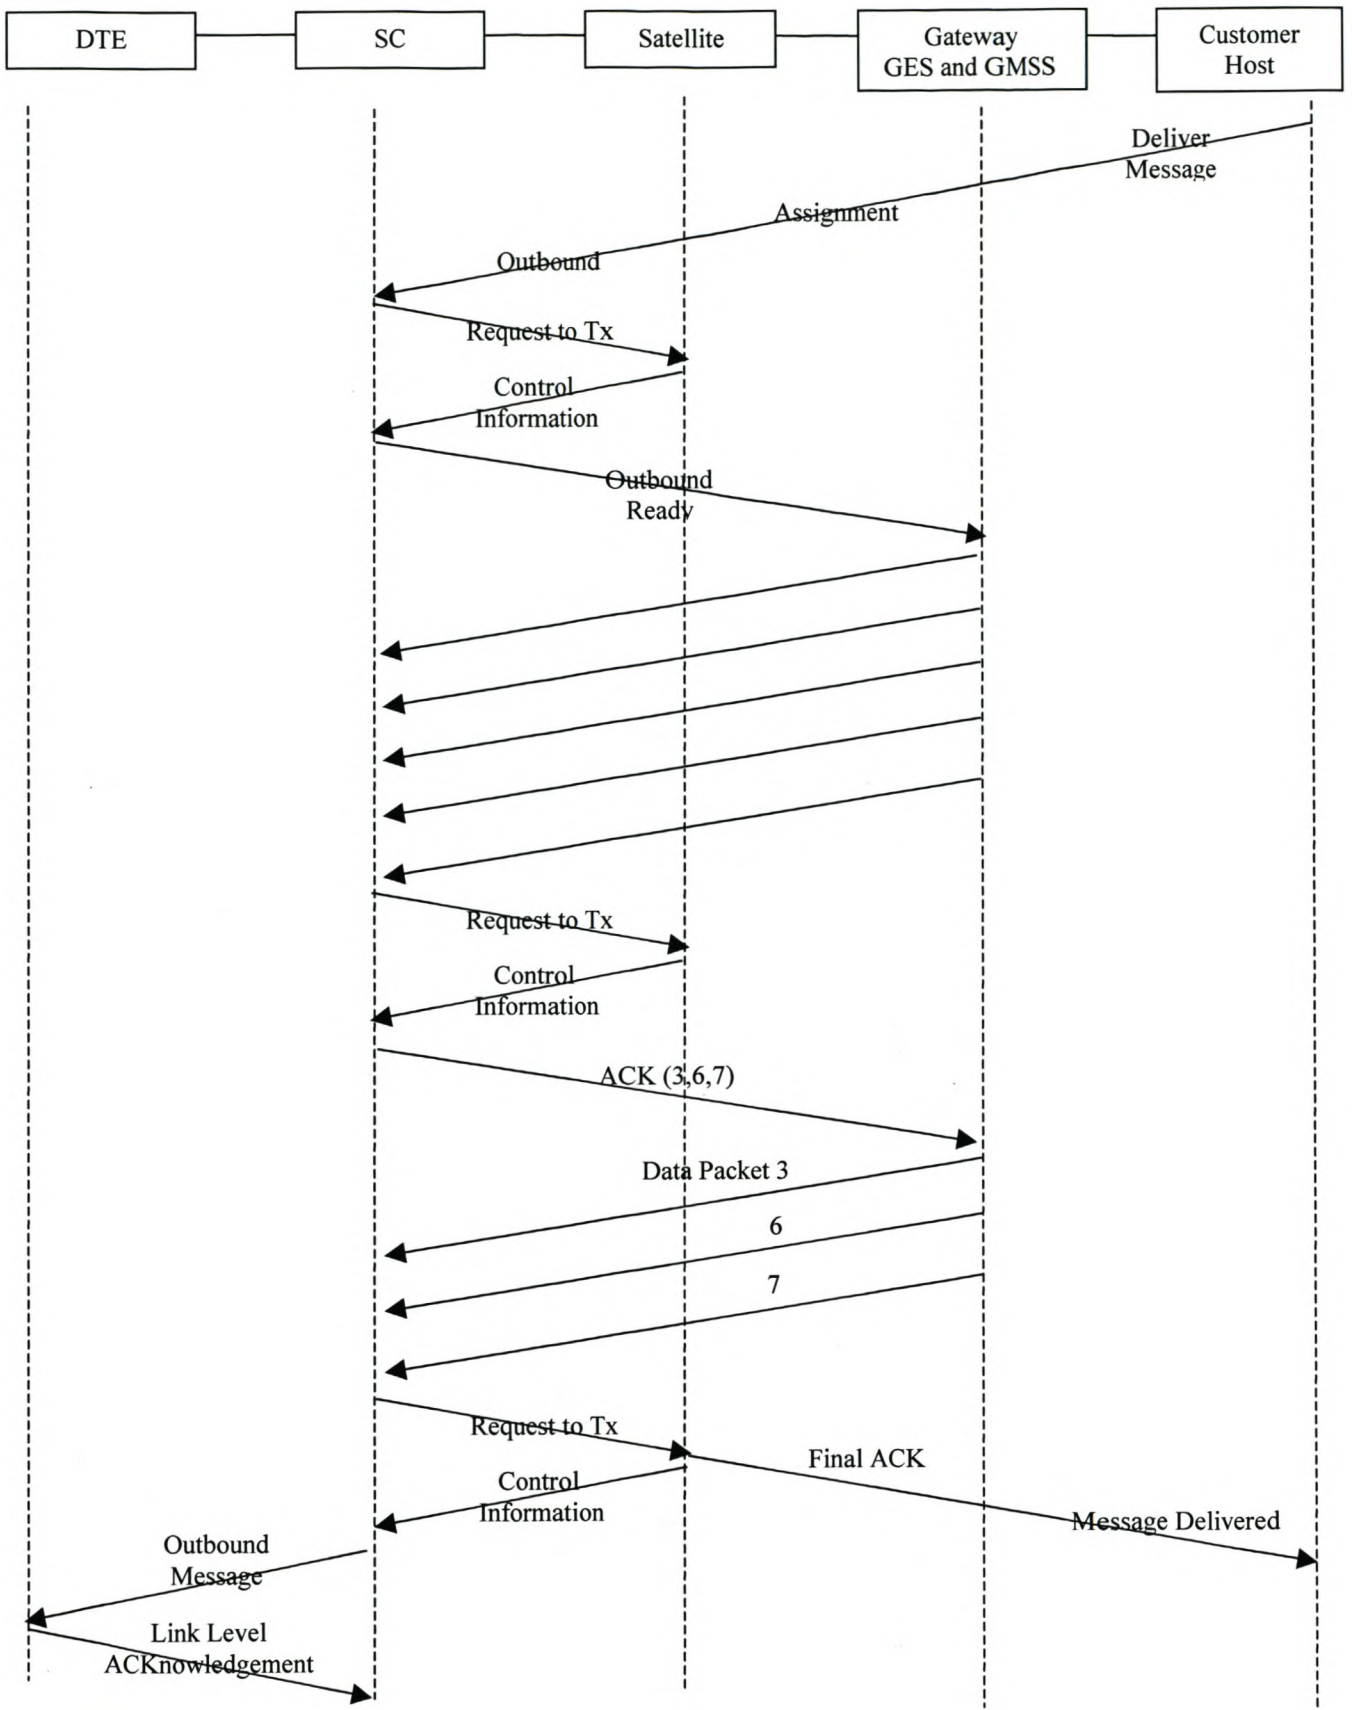 DTE
SC
Satellite
Gateway
GES and GMSS
Customer
Host
Deliver
Message
Assignment
Outbound
Request to Tx
Control
Information
Outbound
Ready
Request to Tx
Control
Information
ACK (3,6,7)
Data Packet 3
6
7
Request to Tx
Final ACK
Control
Information
Message Delivered
Outbound
Message
Link Level
ACKnowledgement